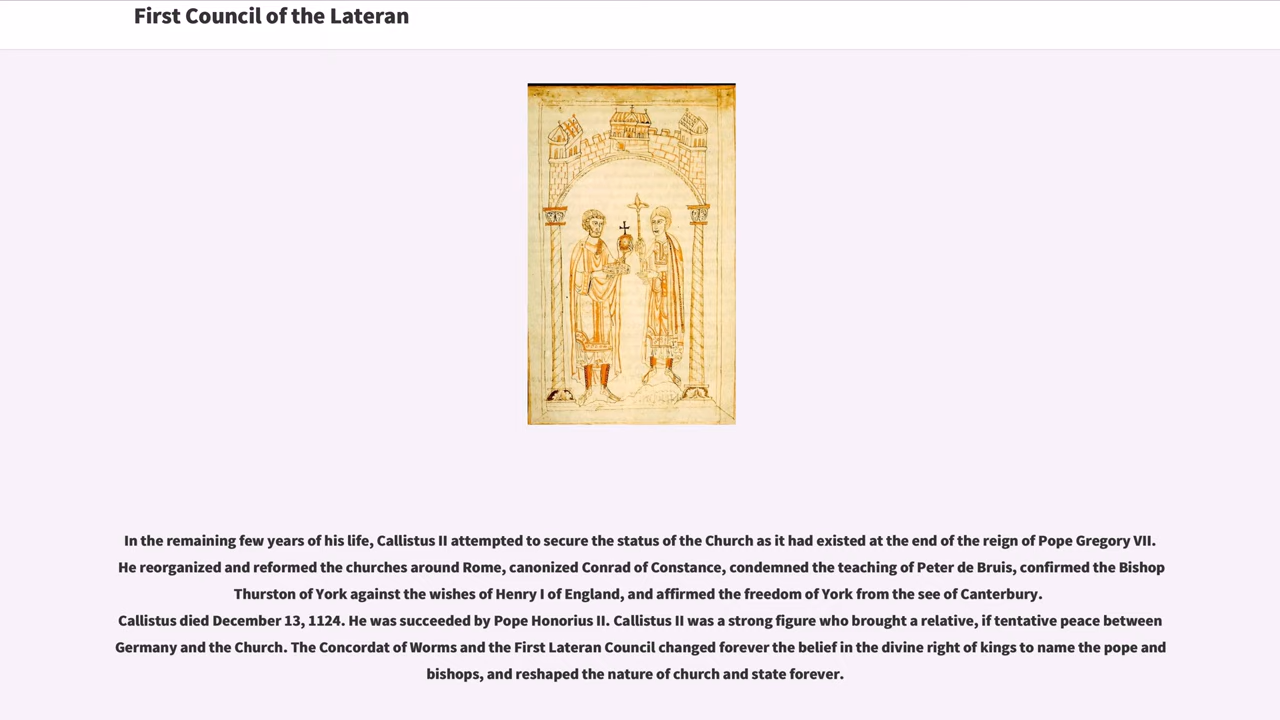 First Council of the Lateran
In the remaining few years of his life, Callistus II attempted to secure the status of the Church as it had existed at the end of the reign of Pope Gregory VII.
He reorganized and reformed the churches around Rome, canonized Conrad of Constance, condemned the teaching of Peter de Bruis, confirmed the Bishop
Thurston of York against the wishes of Henry I of England, and affirmed the freedom of York from the see of Canterbury.
Callistus died December 13, 1124. He was succeeded by Pope Honorius II. Callistus II was a strong figure who brought a relative, if tentative peace between
Germany and the Church. The Concordat of Worms and the First Lateran Council changed forever the belief in the divine right of kings to name the pope and
bishops, and reshaped the nature of church and state forever.